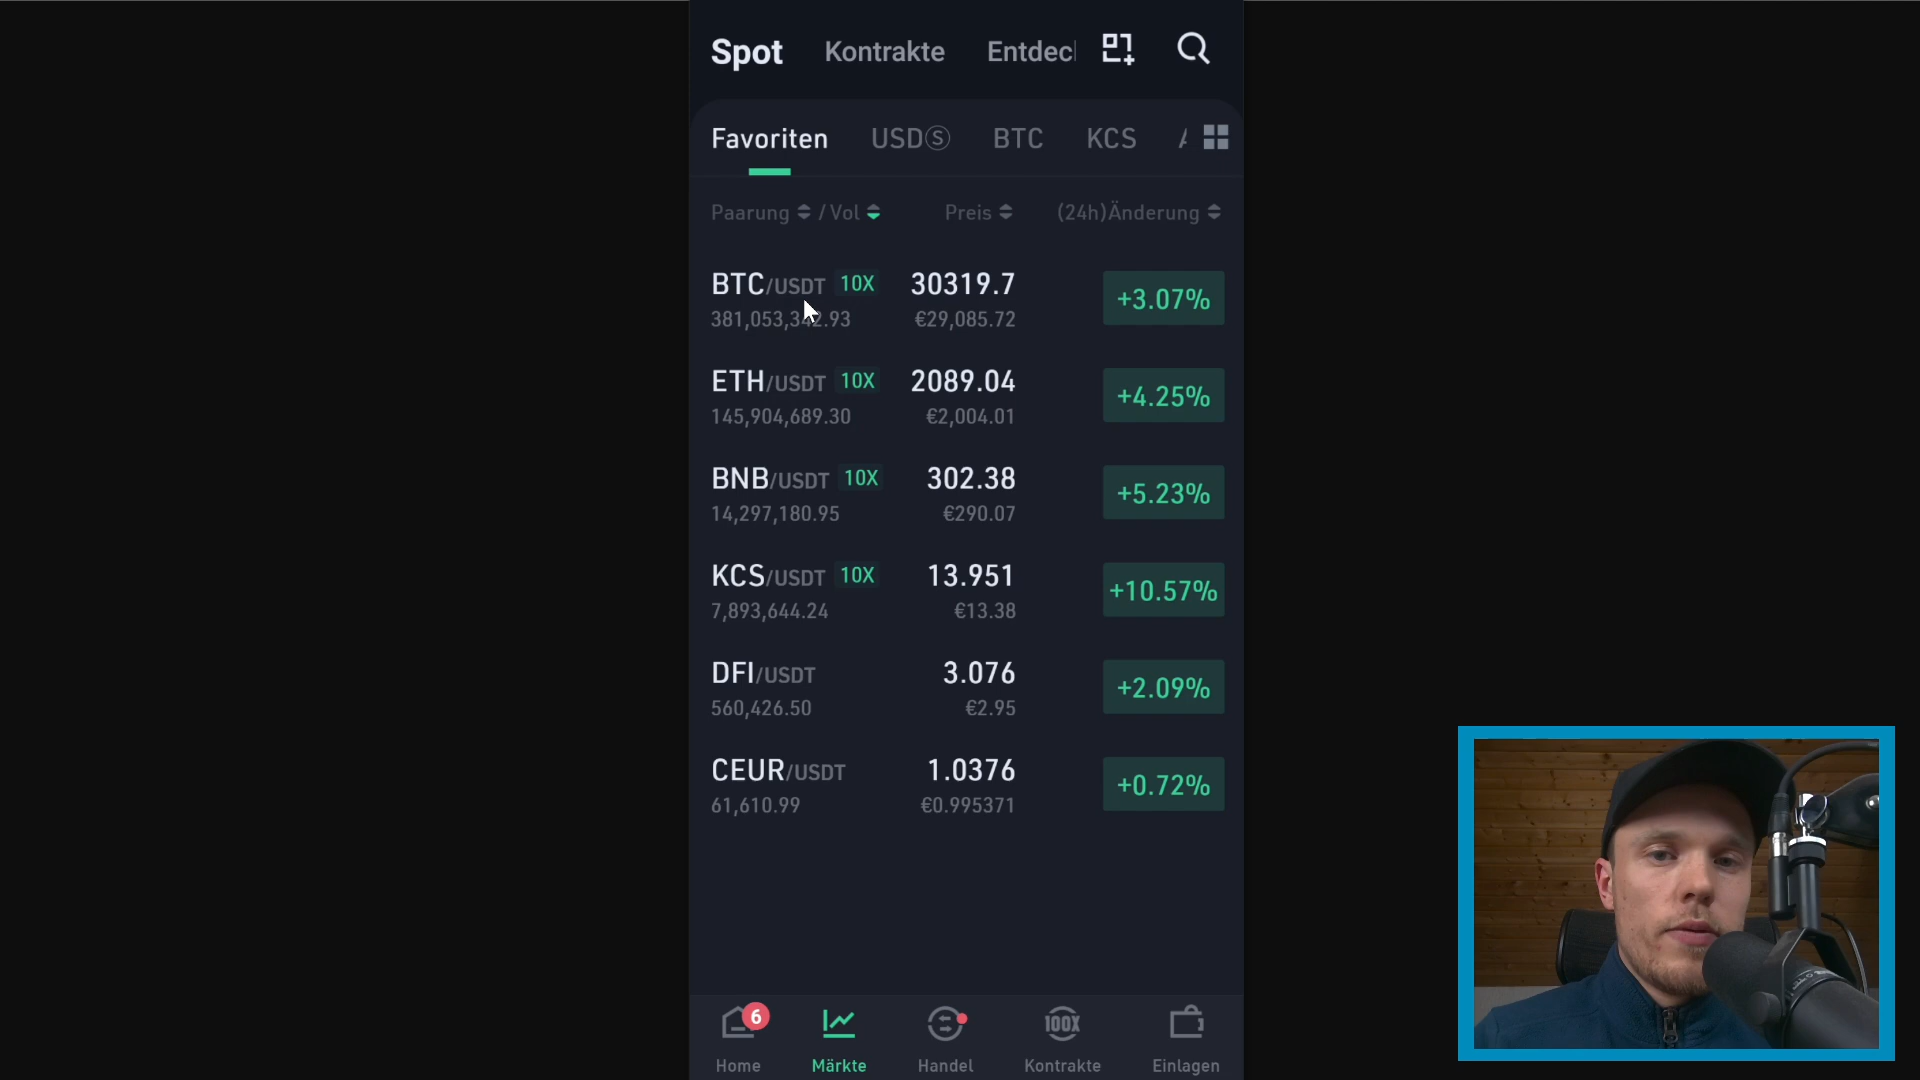 Spot Kontrakte Entdec
Favoriten USDⓈ BTC KCS
Paarung / Vol Preis (24h)Änderung
BTC/USDT 10X 30319.7 +3.07%
381,053,342.93 €29,085.72
ETH/USDT 10X 2089.04 +4.25%
145,904,689.30 €2,004.01
BNB/USDT 10X 302.38 +5.23%
14,297,180.95 €290.07
KCS/USDT 10X 13.951 +10.57%
7,893,644.24 €13.38
DFI/USDT 3.076 +2.09%
560,426.50 €2.95
CEUR/USDT 1.0376 +0.72%
61,610.99 €0.995371
6 100X
Home Märkte Handel Kontrakte Einlagen